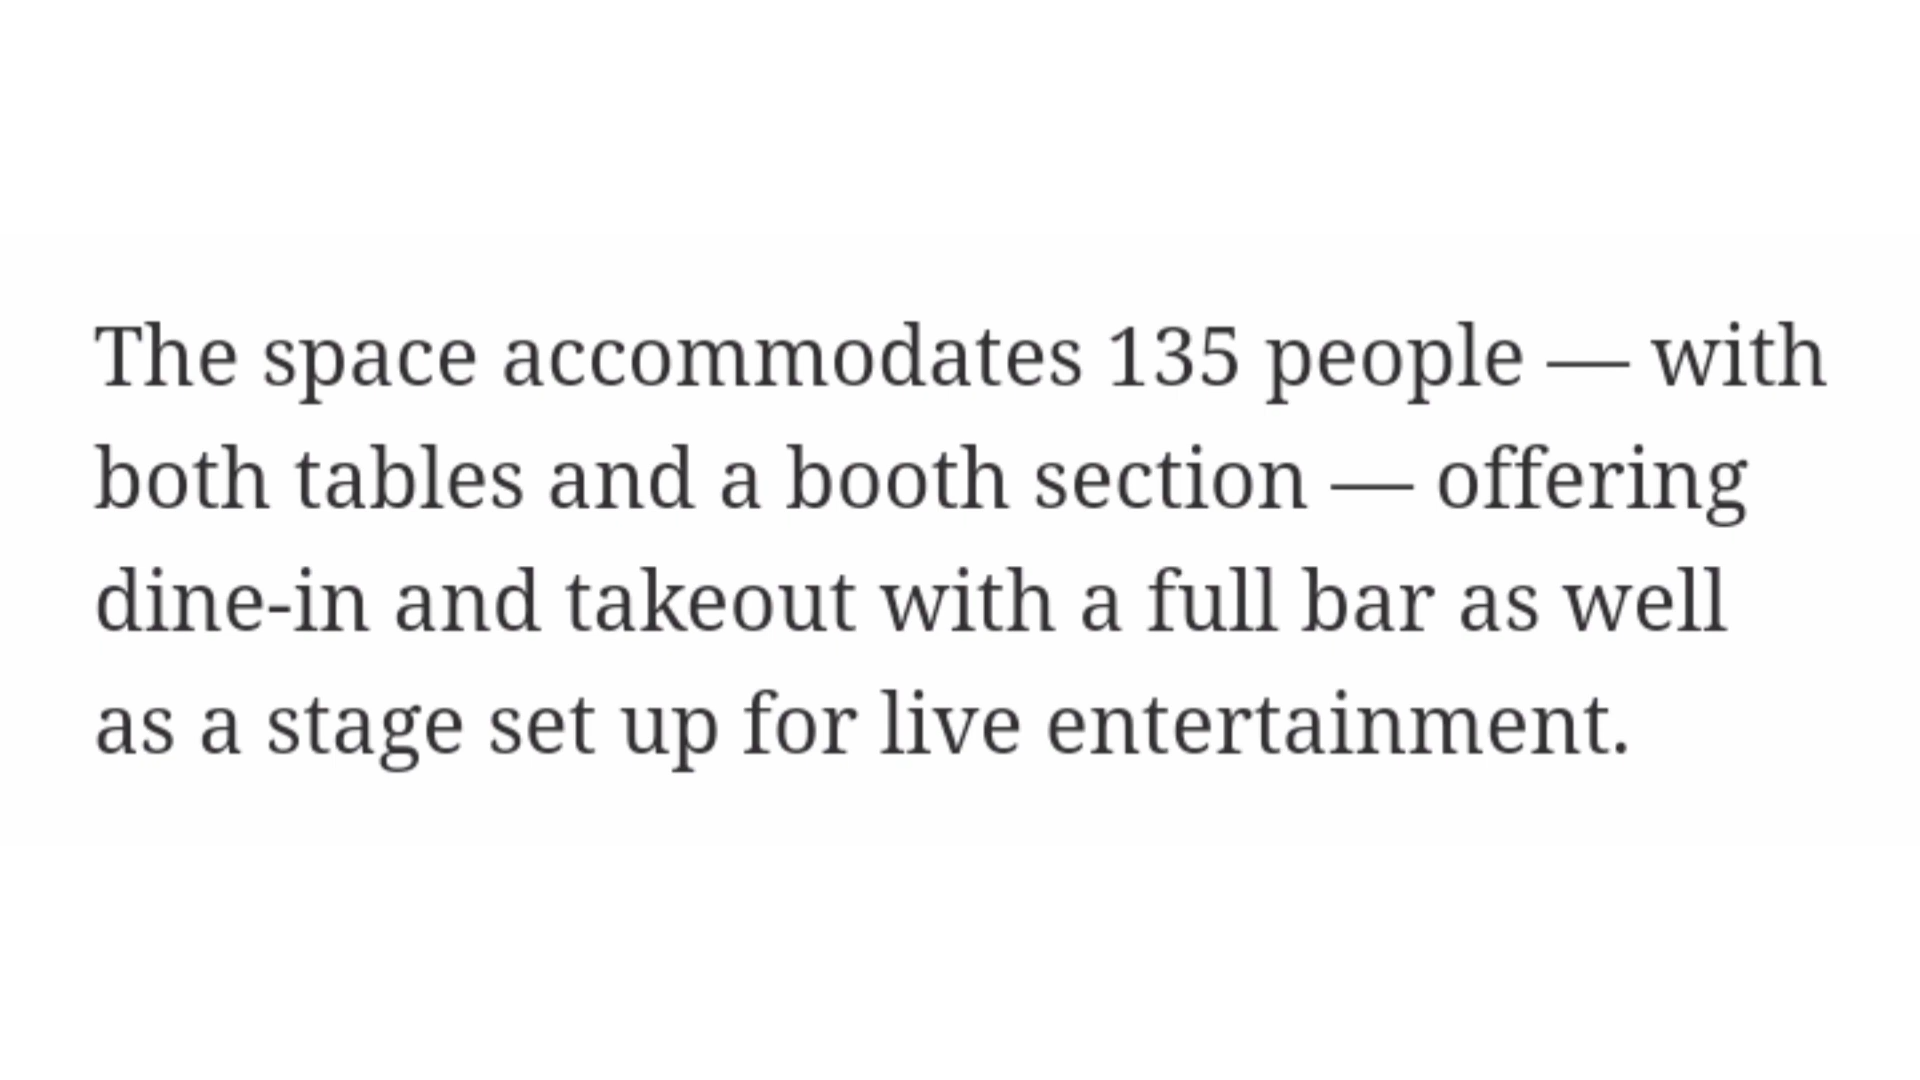 The space accommodates 135 people — with
both tables and a booth section — offering
dine-in and takeout with a full bar as well
as a stage set up for live entertainment.